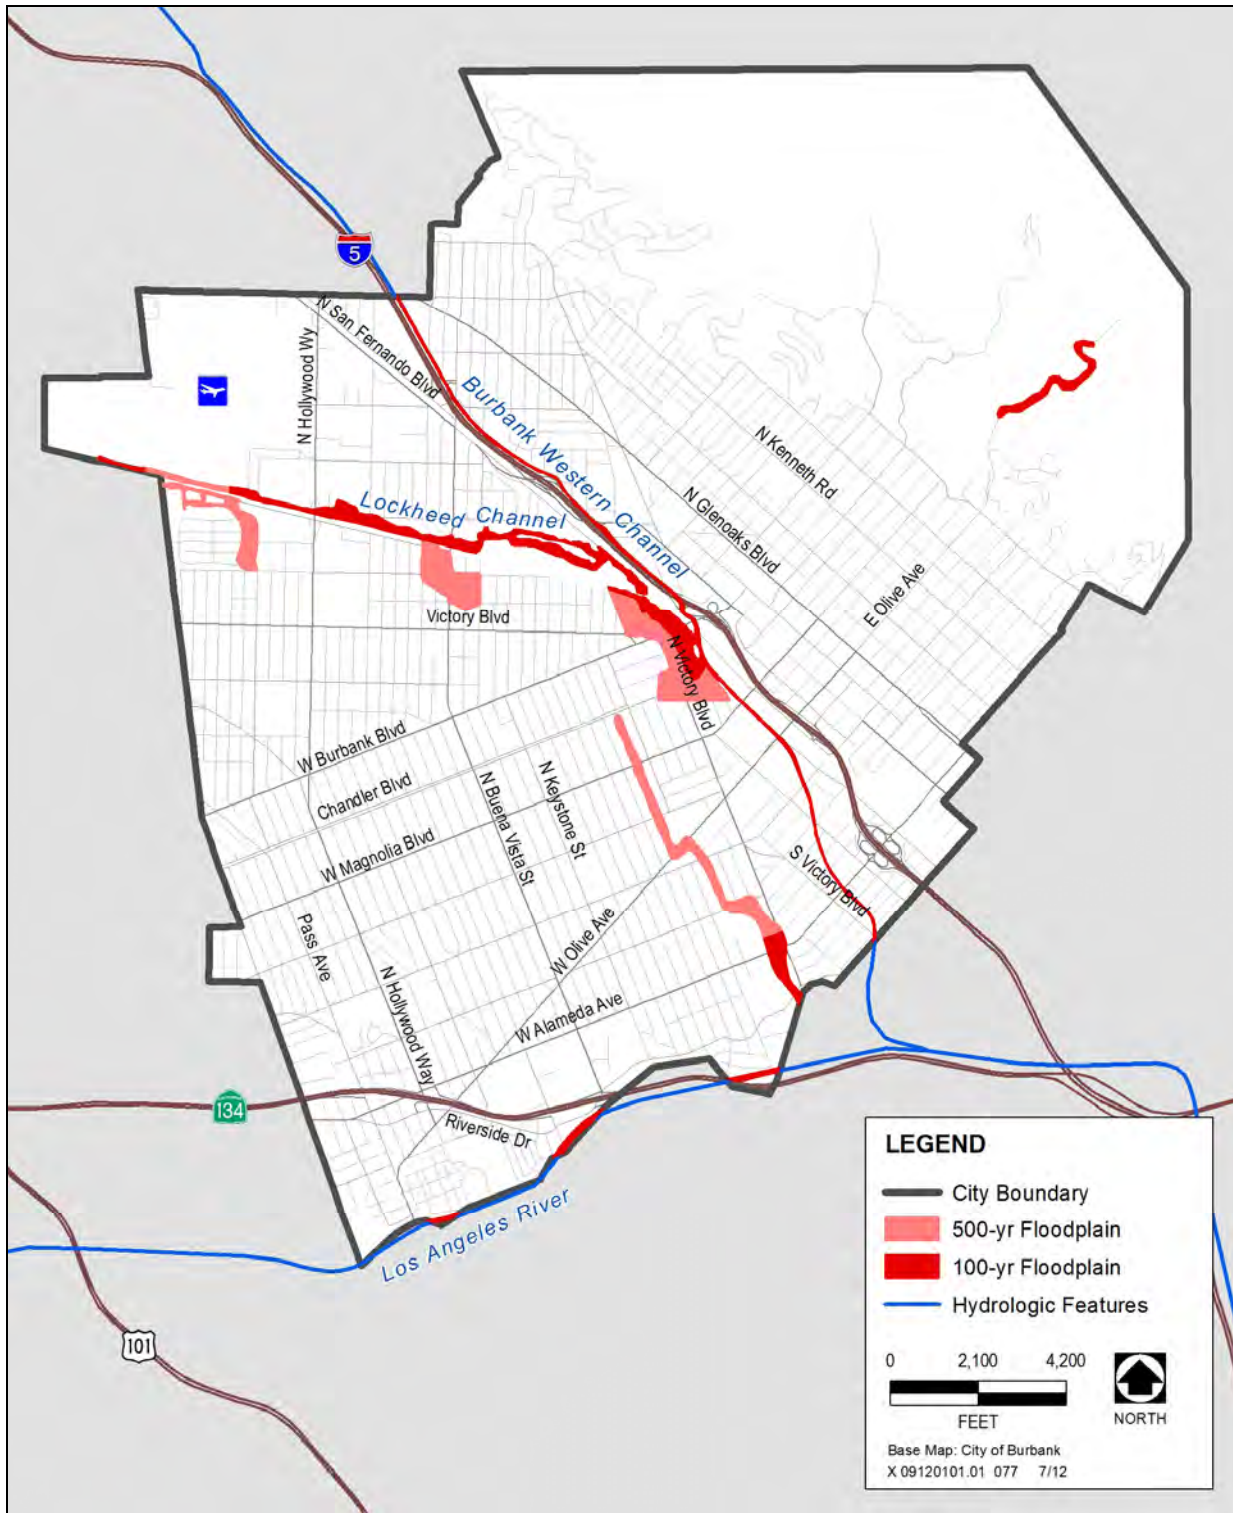 5
N San Fernando Blvd
N Hollywood Wy
Burbank Western Channel
N Kenneth Rd
N Glenoaks Blvd
Lockheed Channel
E Olive Ave
Victory Blvd
N Victory Blvd
W Burbank Blvd
Chandler Blvd
N Buena Vista St
N Keystone St
W Magnolia Blvd
S Victory Blvd
Pass Ave
W Olive Ave
N Hollywood Way
W Alameda Ave
134
Riverside Dr
Los Angeles River
101
LEGEND
City Boundary
500-yr Floodplain
100-yr Floodplain
Hydrologic Features
0 2,100 4,200
FEET
NORTH
Base Map: City of Burbank
X 09120101.01 077 7/12